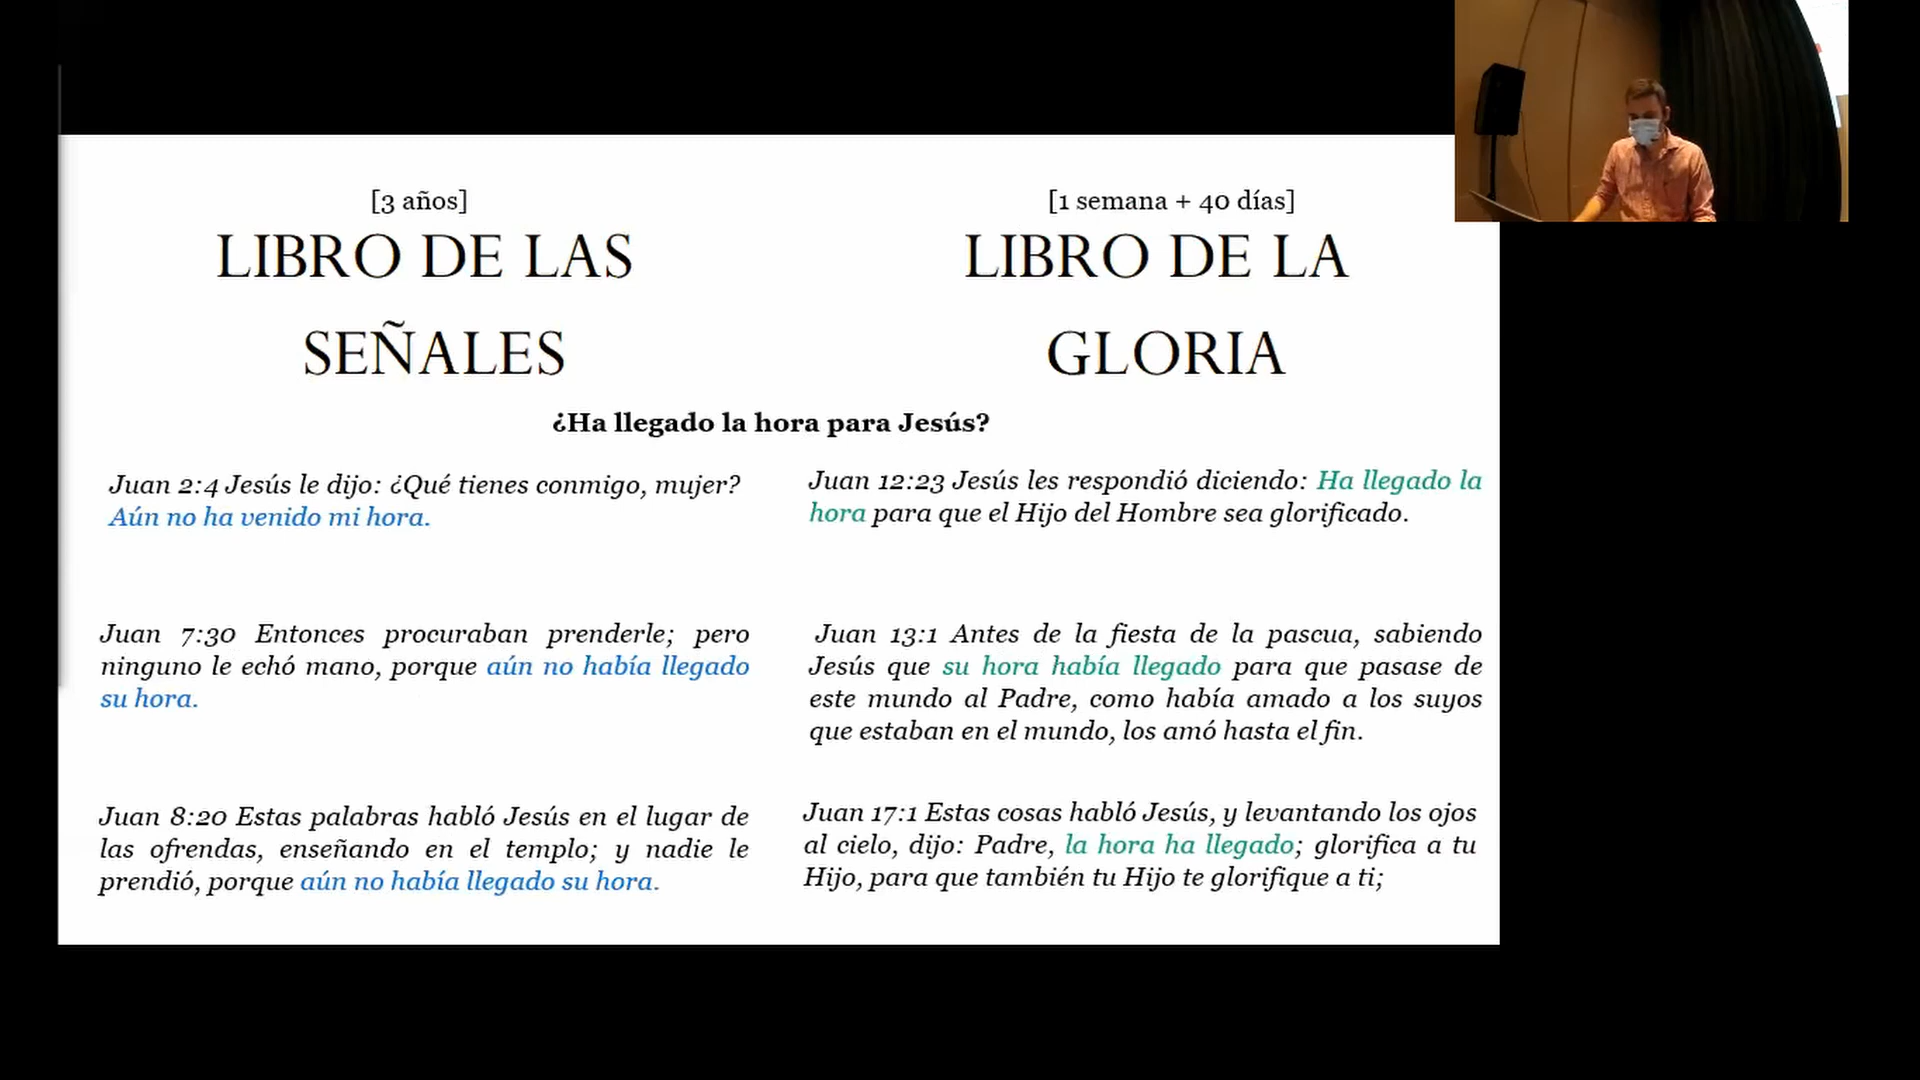 [3 años]
LIBRO DE LAS
SEÑALES
[1 semana + 40 días]
LIBRO DE LA
GLORIA
¿Ha llegado la hora para Jesús?
Juan 2:4 Jesús le dijo: ¿Qué tienes conmigo, mujer?
Aún no ha venido mi hora.
Juan 7:30 Entonces procuraban prenderle; pero
ninguno le echó mano, porque aún no había llegado
su hora.
Juan 8:20 Estas palabras habló Jesús en el lugar de
las ofrendas, enseñando en el templo; y nadie le
prendió, porque aún no había llegado su hora.
Juan 12:23 Jesús les respondió diciendo: Ha llegado la
hora para que el Hijo del Hombre sea glorificado.
Juan 13:1 Antes de la fiesta de la pascua, sabiendo
Jesús que su hora había llegado para que pasase de
este mundo al Padre, como había amado a los suyos
que estaban en el mundo, los amó hasta el fin.
Juan 17:1 Estas cosas habló Jesús, y levantando los ojos
al cielo, dijo: Padre, la hora ha llegado; glorifica a tu
Hijo, para que también tu Hijo te glorifique a ti;